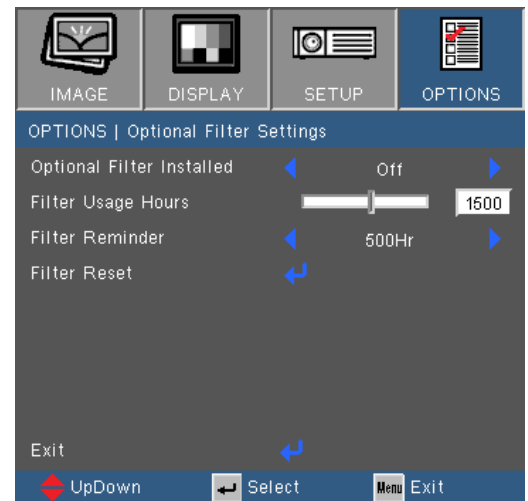 IMAGE DISPLAY SETUP OPTIONS
OPTIONS | Optional Filter Settings
Optional Filter Installed Off
Filter Usage Hours 1500
Filter Reminder 500Hr
Filter Reset
Exit
UpDown Select Menu Exit